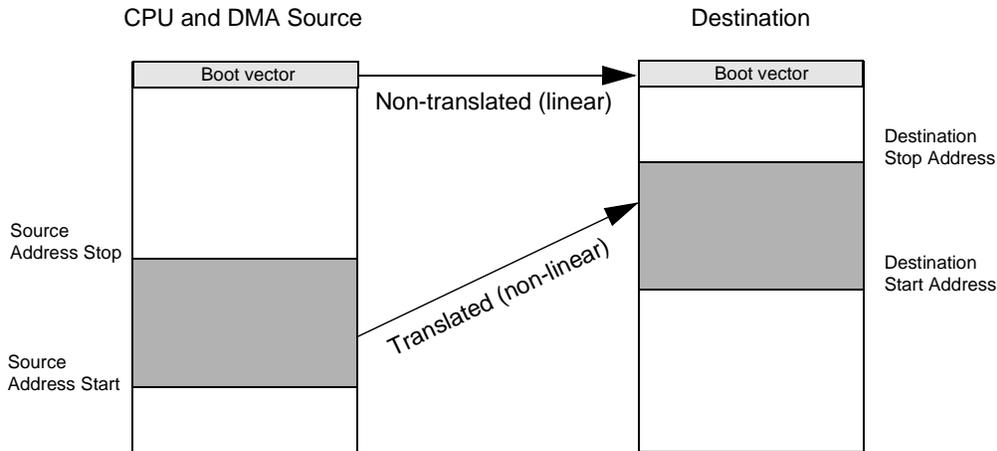 CPU and DMA Source
Destination
Boot vector
Boot vector
Non-translated (linear)
Destination
Stop Address
Source
Address Stop
Translated (non-linear)
Destination
Start Address
Source
Address Start